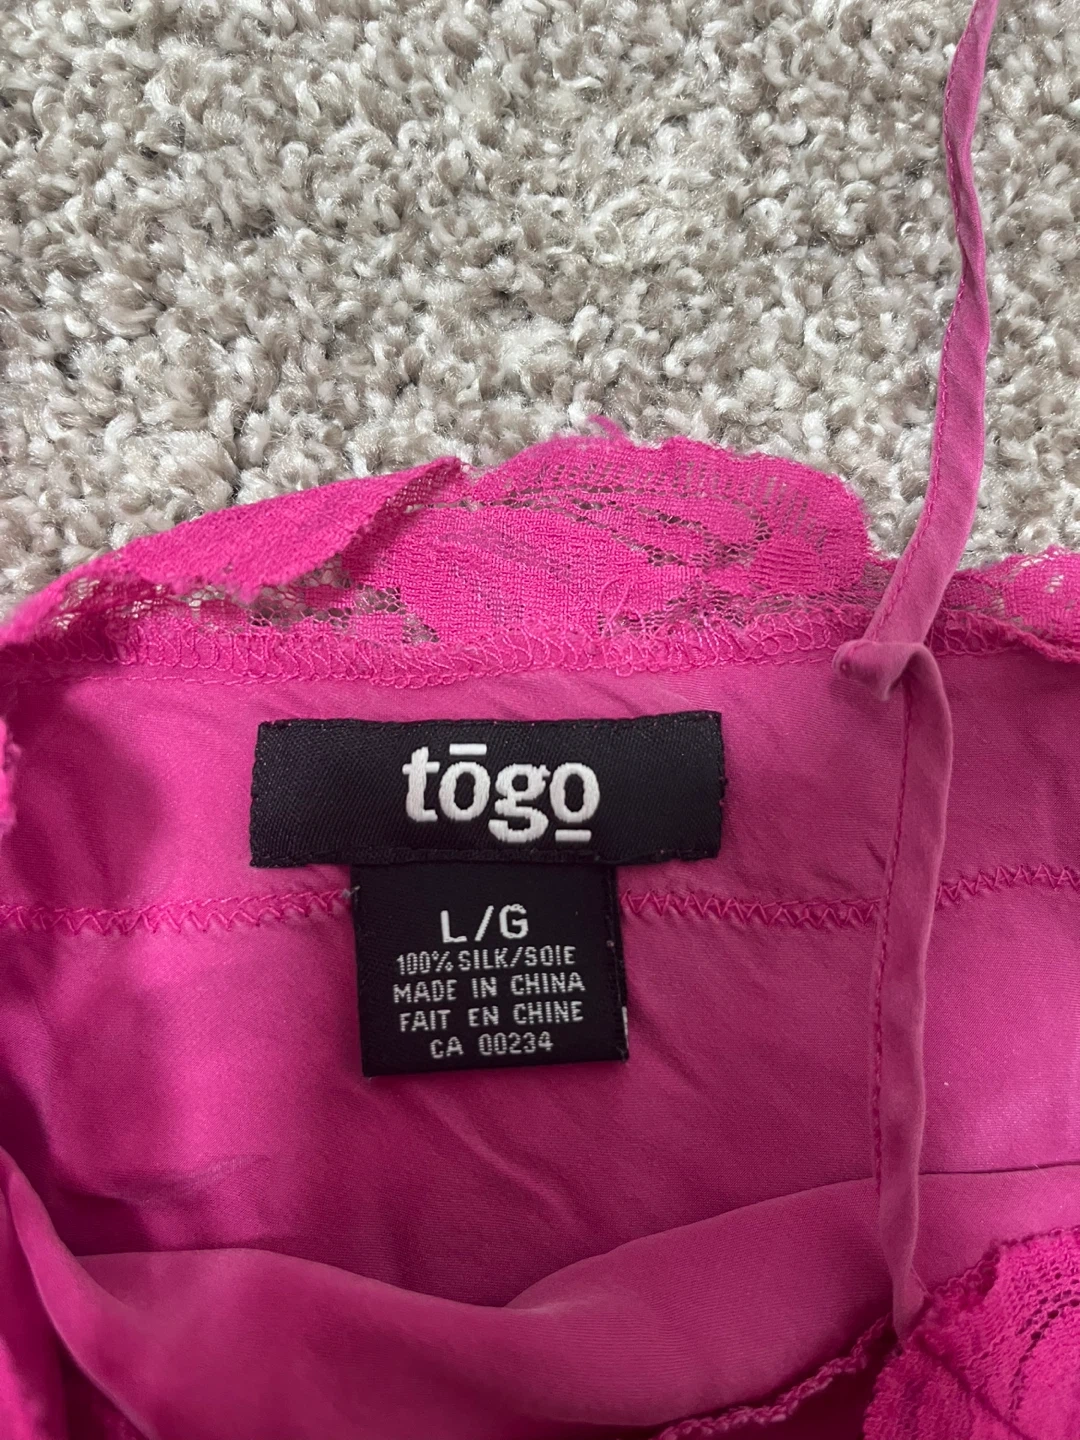 tōgo̱
L/G
100% SILK/SOIE
MADE IN CHINA
FAIT EN CHINE
CA 00234